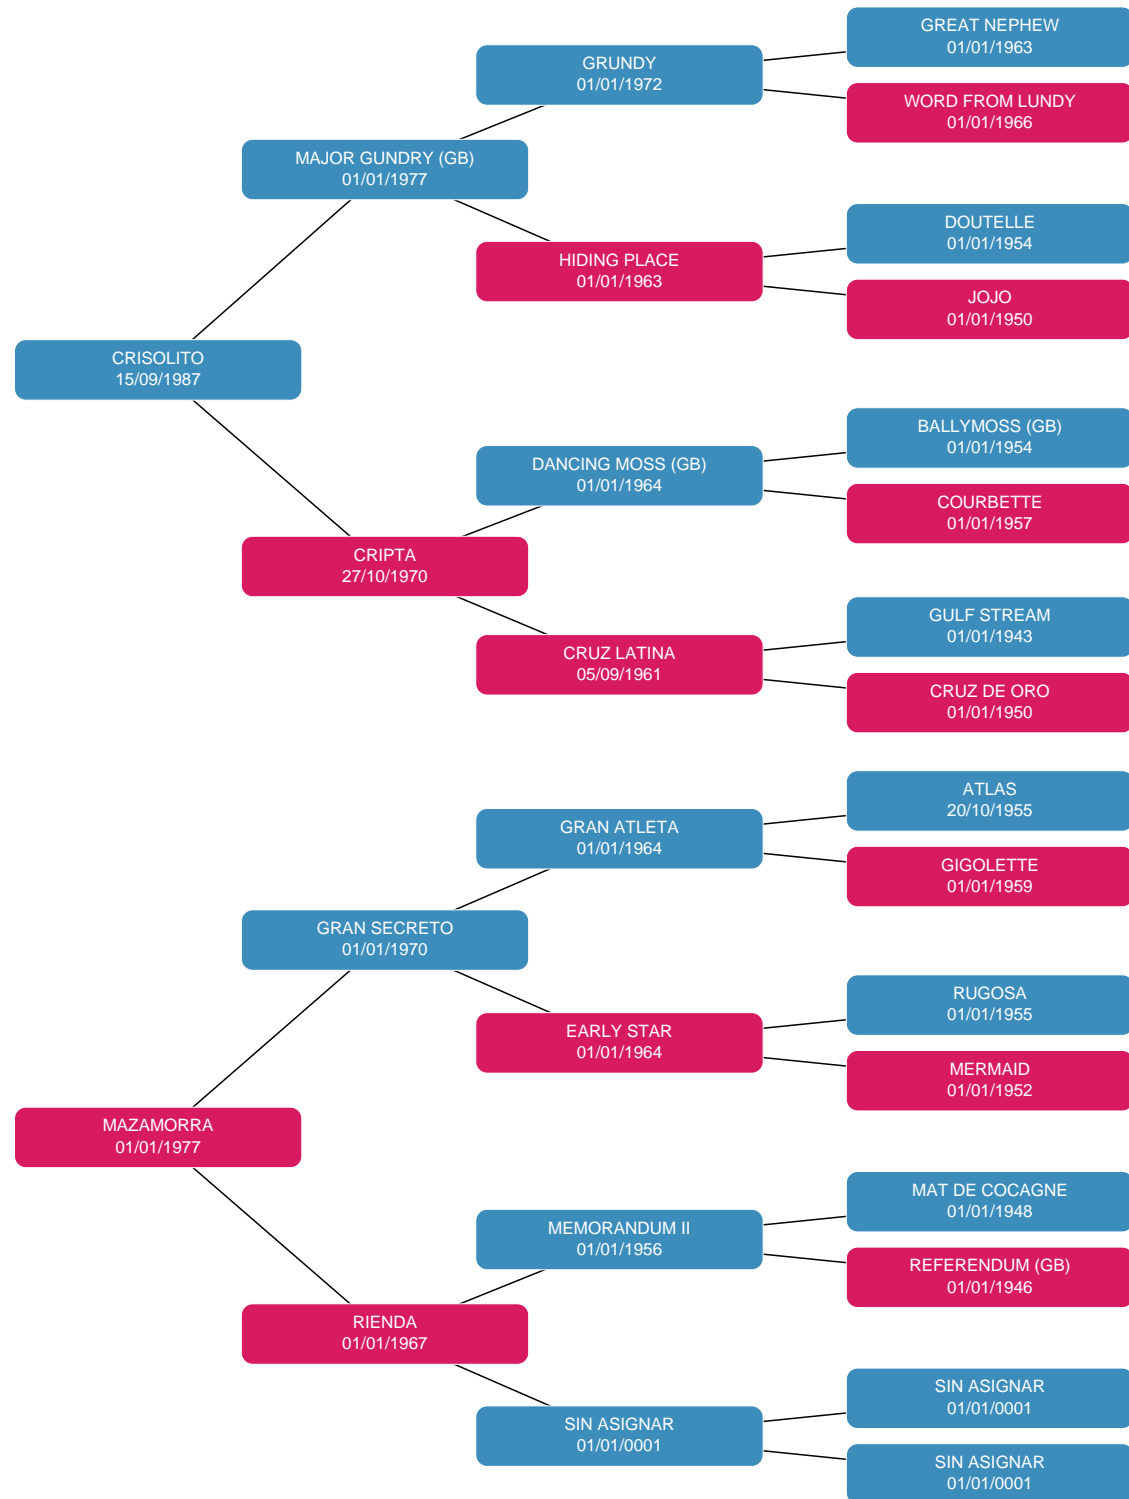 GREAT NEPHEW
01/01/1963
GRUNDY
01/01/1972
WORD FROM LUNDY
01/01/1966
MAJOR GUNDRY (GB)
01/01/1977
DOUTELLE
01/01/1954
HIDING PLACE
01/01/1963
JOJO
01/01/1950
CRISOLITO
15/09/1987
BALLYMOSS (GB)
01/01/1954
DANCING MOSS (GB)
01/01/1964
COURBETTE
01/01/1957
CRIPTA
27/10/1970
GULF STREAM
01/01/1943
CRUZ LATINA
05/09/1961
CRUZ DE ORO
01/01/1950
ATLAS
20/10/1955
GRAN ATLETA
01/01/1964
GIGOLETTE
01/01/1959
GRAN SECRETO
01/01/1970
RUGOSA
01/01/1955
EARLY STAR
01/01/1964
MERMAID
01/01/1952
MAZAMORRA
01/01/1977
MAT DE COCAGNE
01/01/1948
MEMORANDUM II
01/01/1956
REFERENDUM (GB)
01/01/1946
RIENDA
01/01/1967
SIN ASIGNAR
01/01/0001
SIN ASIGNAR
01/01/0001
SIN ASIGNAR
01/01/0001